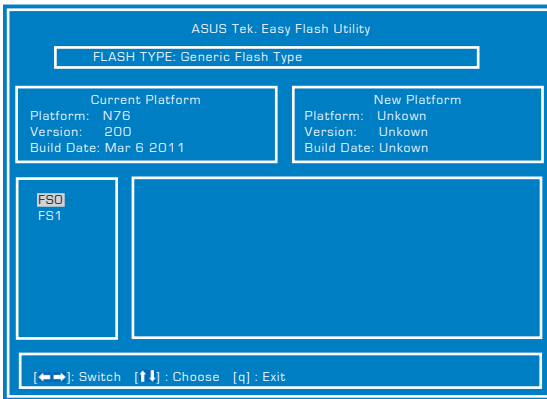 ASUS Tek. Easy Flash Utility
FLASH TYPE: Generic Flash Type
Current Platform
Platform: N76
Version: 200
Build Date: Mar 6 2011
New Platform
Platform: Unkown
Version: Unkown
Build Date: Unkown
FS0
FS1
[←→]: Switch [↑↓] : Choose [q] : Exit